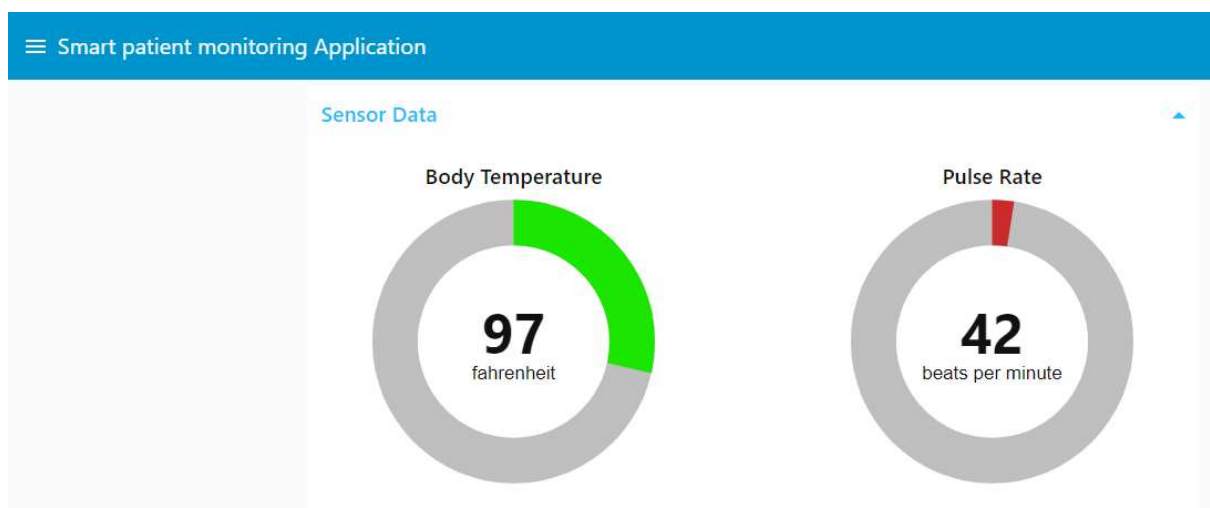 Smart patient monitoring Application
Sensor Data
Body Temperature
97
fahrenheit
Pulse Rate
42
beats per minute